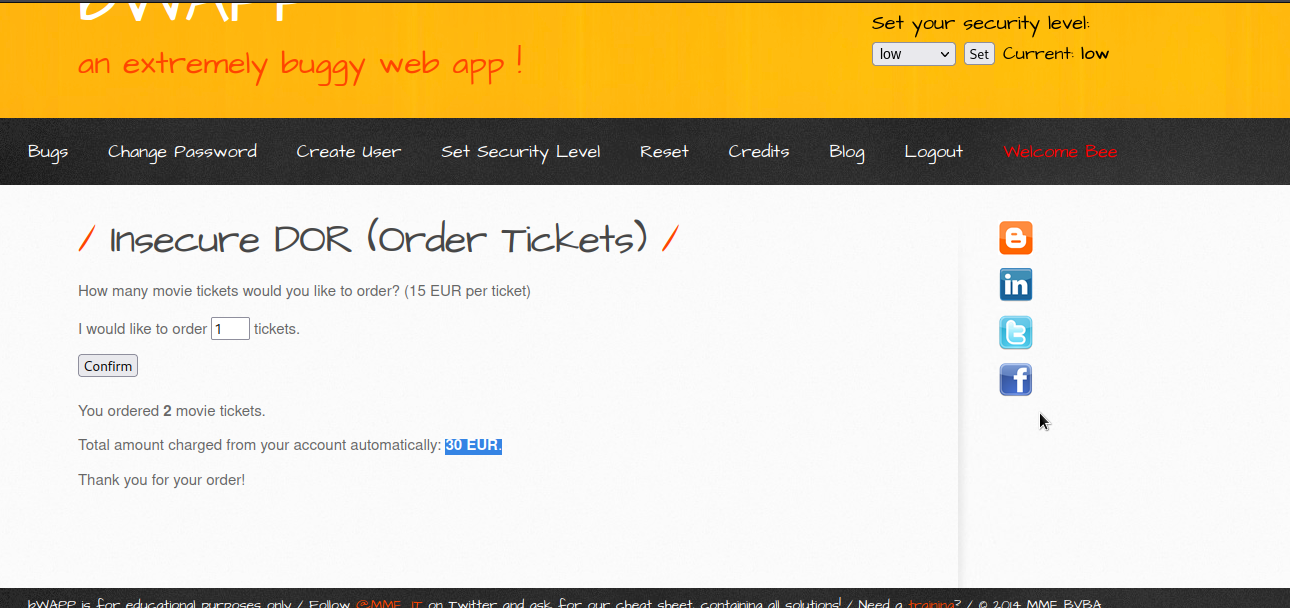 bWAPP
an extremely buggy web app !
Set your security level:
low Set Current: low
Bugs Change Password Create User Set Security Level Reset Credits Blog Logout Welcome Bee
/ Insecure DOR (Order Tickets) /
How many movie tickets would you like to order? (15 EUR per ticket)
I would like to order 1 tickets.
Confirm
You ordered 2 movie tickets.
Total amount charged from your account automatically: 30 EUR.
Thank you for your order!
in
t
f
bWAPP is for educational purposes only / Follow @MME_IT on Twitter and ask for our cheat sheet, containing all solutions! / Need a training? / © 2014 MME BVBA